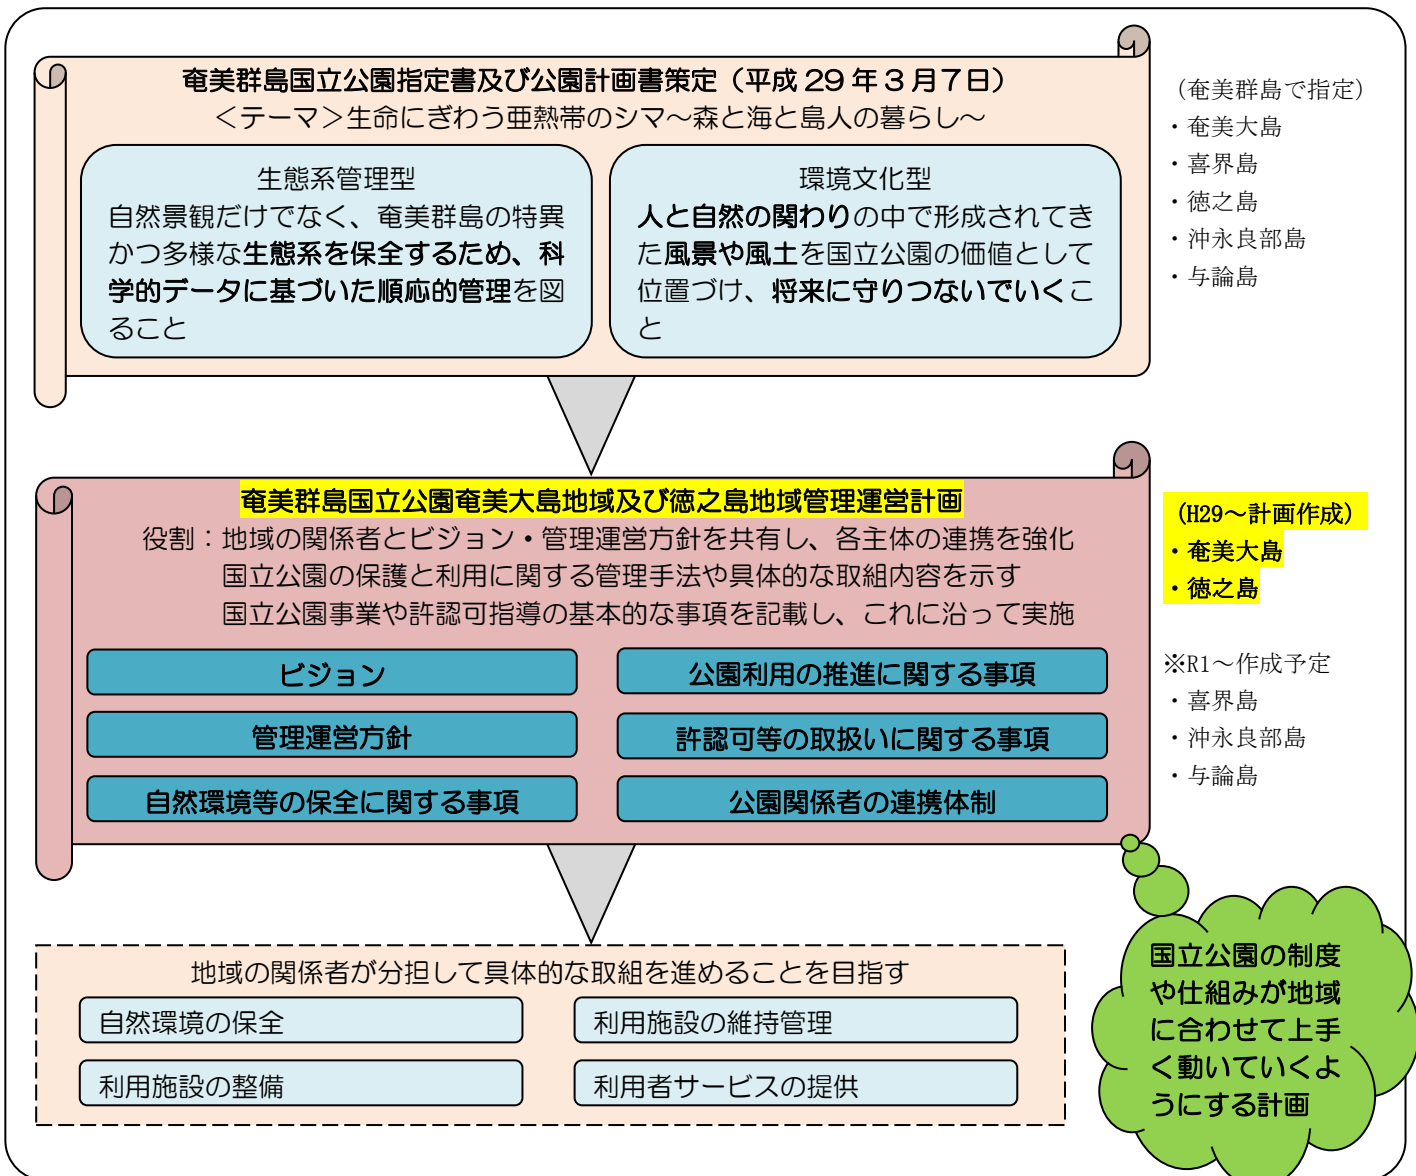 奄美群島国立公園指定書及び公園計画書策定（平成 29 年３月７日）
＜テーマ＞生命にぎわう亜熱帯のシマ～森と海と島人の暮らし～
生態系管理型
自然景観だけでなく、奄美群島の特異
かつ多様な生態系を保全するため、科
学的データに基づいた順応的管理を図
ること
環境文化型
人と自然の関わりの中で形成されてき
た風景や風土を国立公園の価値として
位置づけ、将来に守りつないでいくこ
と
（奄美群島で指定）
・奄美大島
・喜界島
・徳之島
・沖永良部島
・与論島
奄美群島国立公園奄美大島地域及び徳之島地域管理運営計画
役割：地域の関係者とビジョン・管理運営方針を共有し、各主体の連携を強化
国立公園の保護と利用に関する管理手法や具体的な取組内容を示す
国立公園事業や許認可指導の基本的な事項を記載し、これに沿って実施
ビジョン
公園利用の推進に関する事項
管理運営方針
許認可等の取扱いに関する事項
自然環境等の保全に関する事項
公園関係者の連携体制
（H29～計画作成）
・奄美大島
・徳之島
※R1～作成予定
・喜界島
・沖永良部島
・与論島
地域の関係者が分担して具体的な取組を進めることを目指す
自然環境の保全
利用施設の維持管理
利用施設の整備
利用者サービスの提供
国立公園の制度
や仕組みが地域
に合わせて上手
く動いていくよ
うにする計画